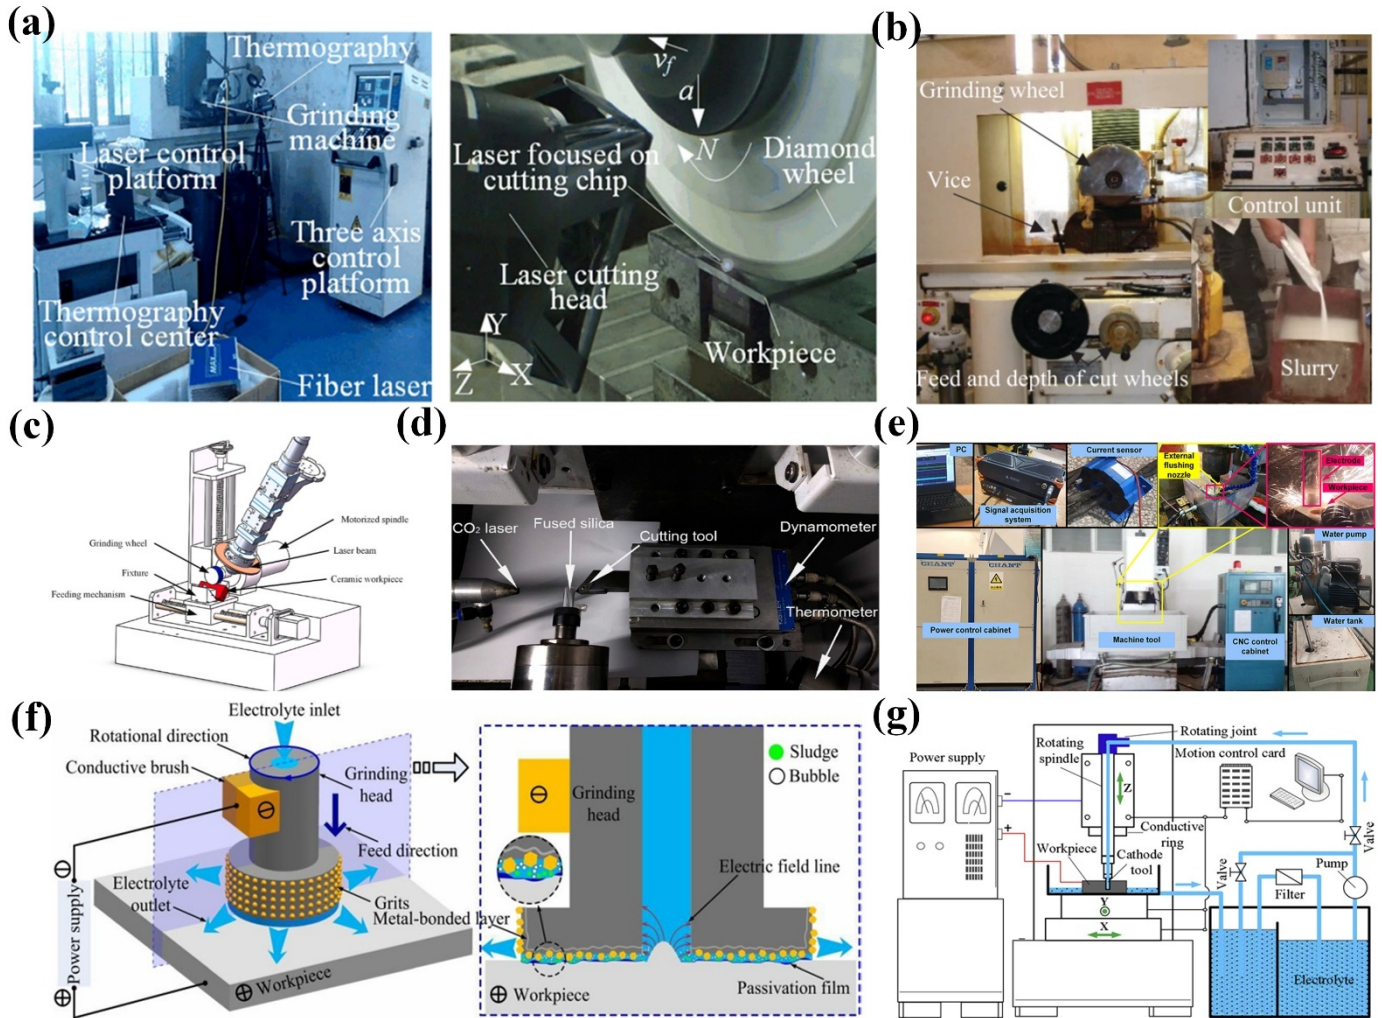 (a)
Thermography
Grinding
machine
Laser control
platform
Three axis
control
platform
Thermography
control center
Fiber laser
v_f
a
N
Laser focused on
cutting chip
Diamond
wheel
Laser cutting
head
Y
Z
X
Workpiece
(b)
Grinding wheel
Vice
Control unit
Feed and depth of cut wheels
Slurry
(c)
Motorized spindle
Grinding wheel
Laser beam
Fixture
Ceramic workpiece
Feeding mechanism
(d)
CO₂ laser
Fused silica
Cutting tool
Dynamometer
Thermometer
(e)
PC
Signal acquisition
system
Current sensor
External
flushing
nozzle
Electrode
Workpiece
Water pump
CHANT
CHANT
Power control cabinet
Machine tool
CNC control
cabinet
Water tank
(f)
Electrolyte inlet
Rotational direction
Conductive brush
Grinding
head
Feed direction
Electrolyte
outlet
Grits
Metal-bonded layer
Power supply
Workpiece
Sludge
Bubble
Grinding
head
Electric field line
Workpiece
Passivation film
(g)
Power supply
Rotating joint
Rotating
spindle
Motion control card
Z
Conductive
ring
Workpiece
Cathode
tool
Y
X
Valve
Valve
Pump
Filter
Electrolyte